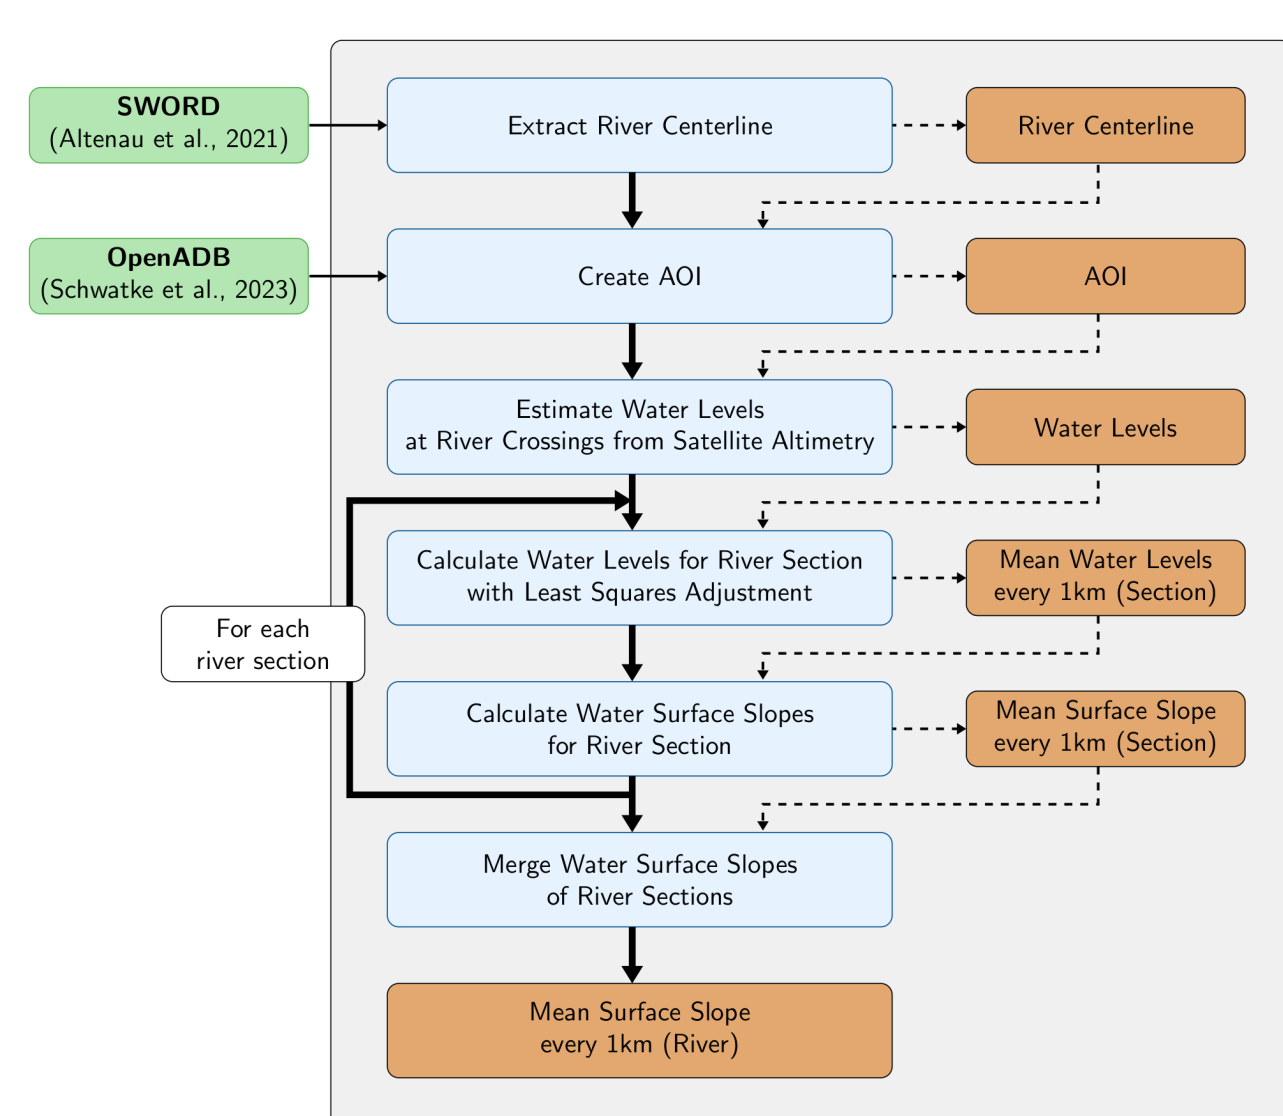 SWORD
(Altenau et al., 2021)
Extract River Centerline
River Centerline
OpenADB
(Schwatke et al., 2023)
Create AOI
AOI
Estimate Water Levels
at River Crossings from Satellite Altimetry
Water Levels
Calculate Water Levels for River Section
with Least Squares Adjustment
Mean Water Levels
every 1km (Section)
For each
river section
Calculate Water Surface Slopes
for River Section
Mean Surface Slope
every 1km (Section)
Merge Water Surface Slopes
of River Sections
Mean Surface Slope
every 1km (River)